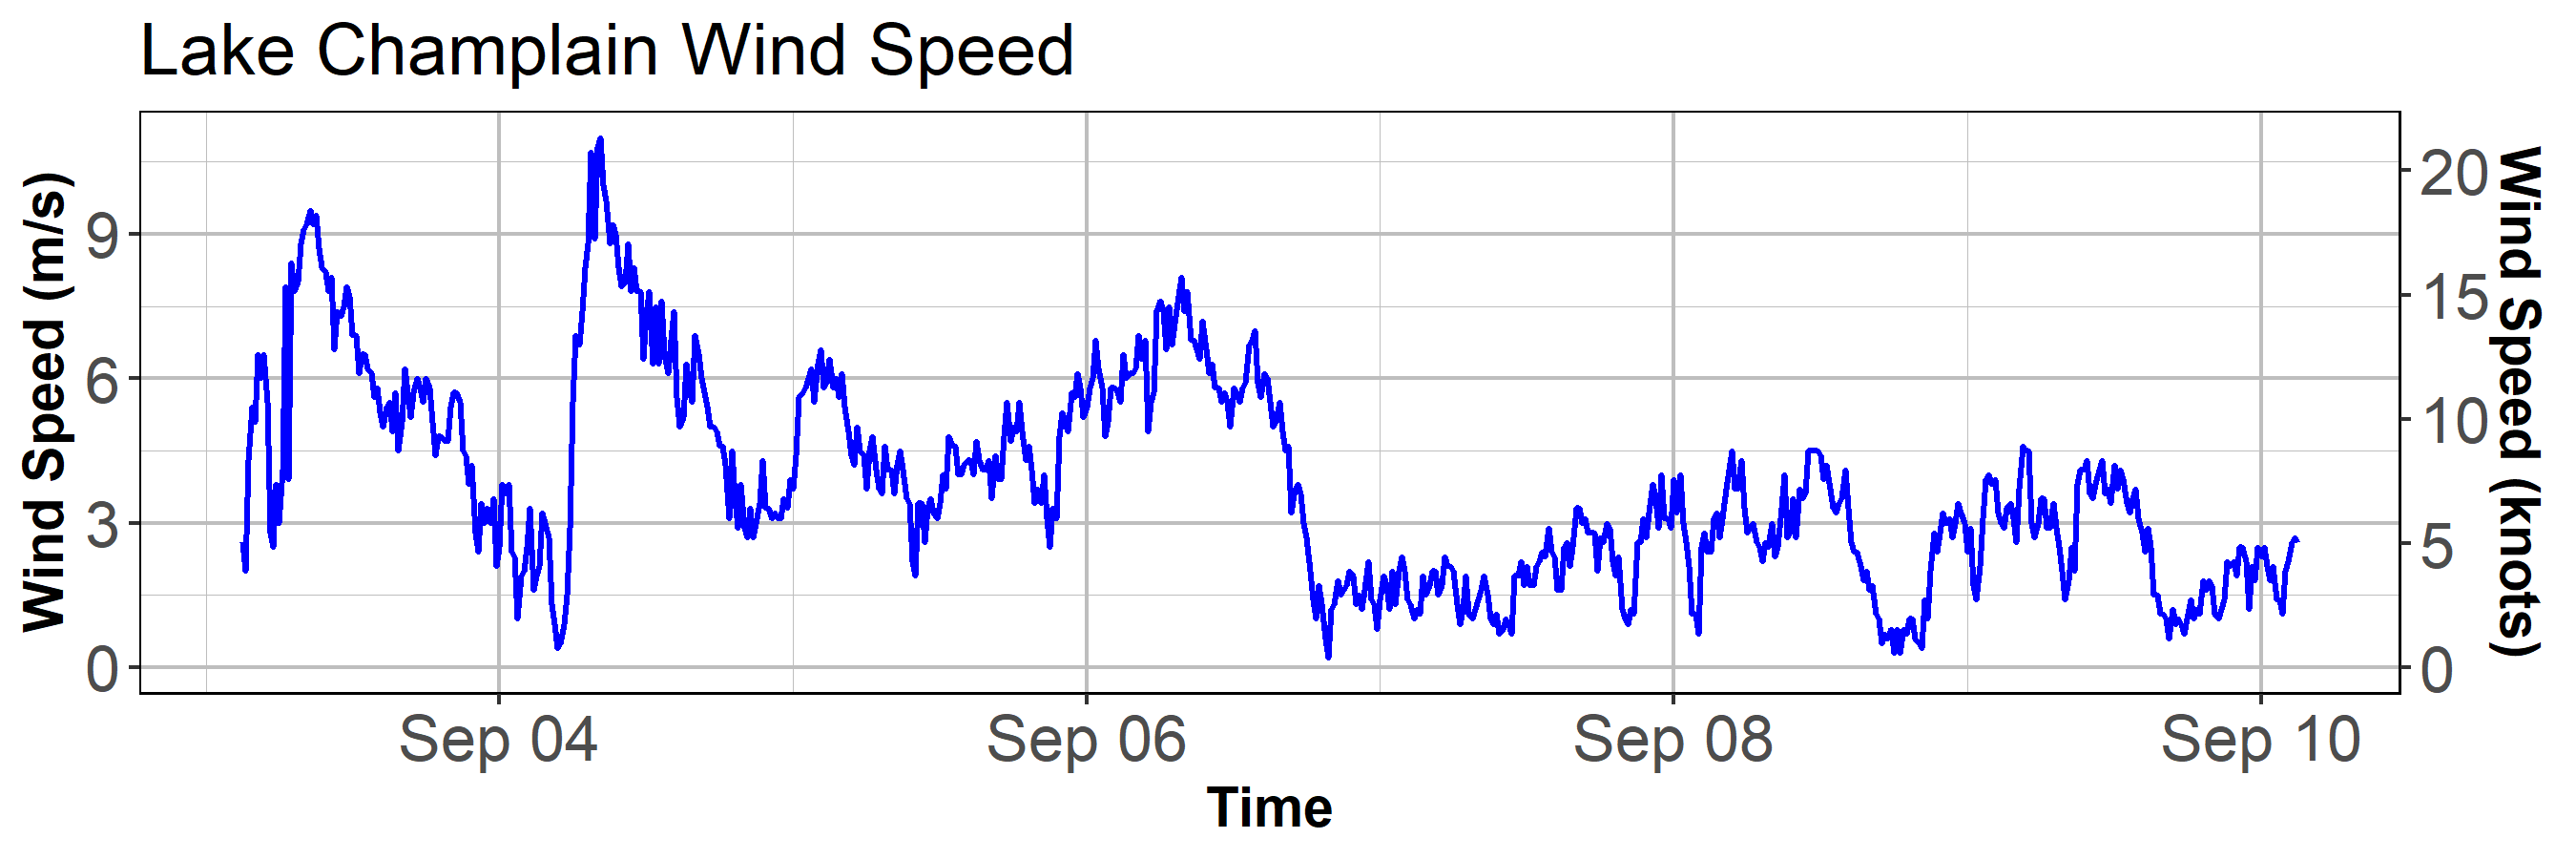 Lake Champlain Wind Speed
Wind Speed (m/s)
9
6
3
0
20
15
10
5
0
Wind Speed (knots)
Sep 04
Sep 06
Sep 08
Sep 10
Time